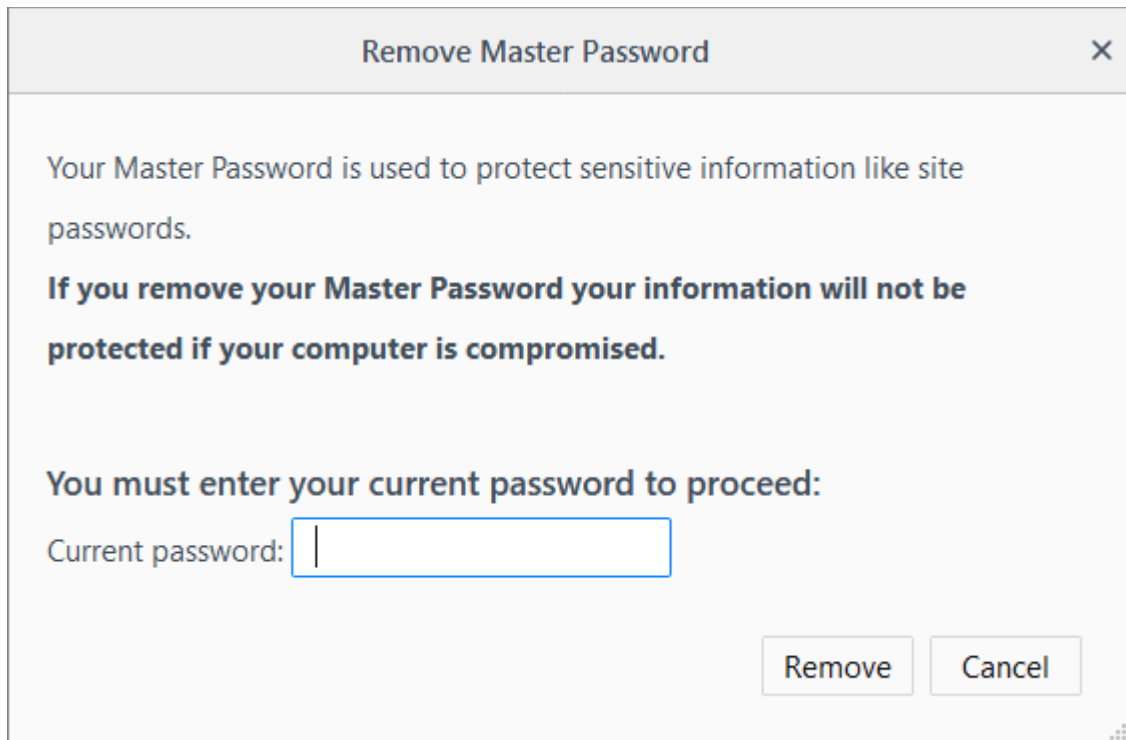 Remove Master Password
Your Master Password is used to protect sensitive information like site
passwords.
If you remove your Master Password your information will not be
protected if your computer is compromised.
You must enter your current password to proceed:
Current password:
Remove Cancel